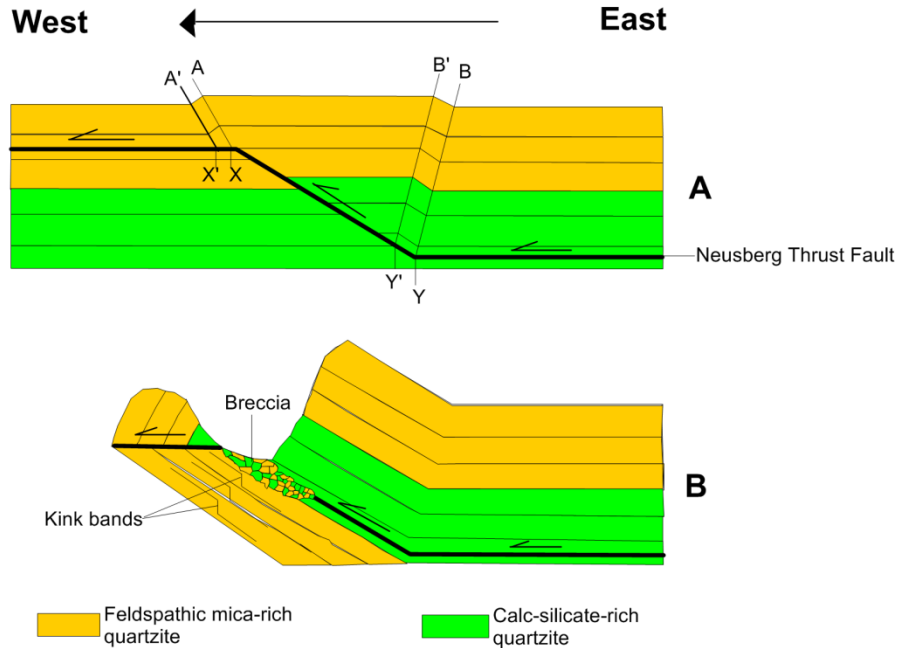 West
East
A'
A
B'
B
X'
X
A
Neusberg Thrust Fault
Y'
Y
Breccia
B
Kink bands
Feldspathic mica-rich
quartzite
Calc-silicate-rich
quartzite